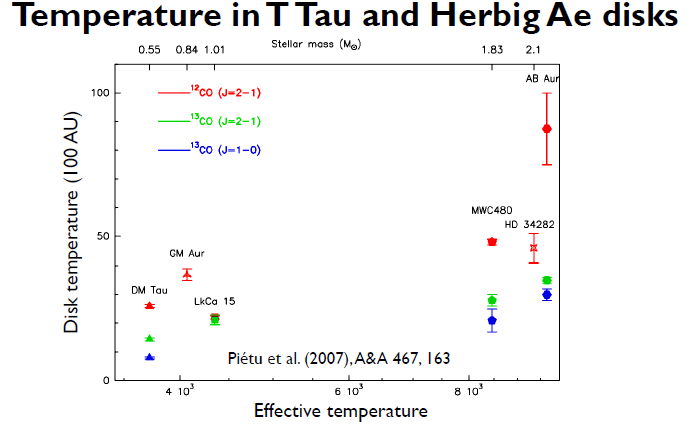 Temperature in T Tau and Herbig Ae disks
Stellar mass (M⊙)
0.55 0.84 1.01 1.83 2.1
AB Aur
100
¹²CO (J=2-1)
¹³CO (J=2-1)
¹³CO (J=1-0)
Disk temperature (100 AU)
MWC480
HD 34282
50
GM Aur
DM Tau
LkCa 15
Piétu et al. (2007), A&A 467, 163
0
4 10³ 6 10³ 8 10³
Effective temperature